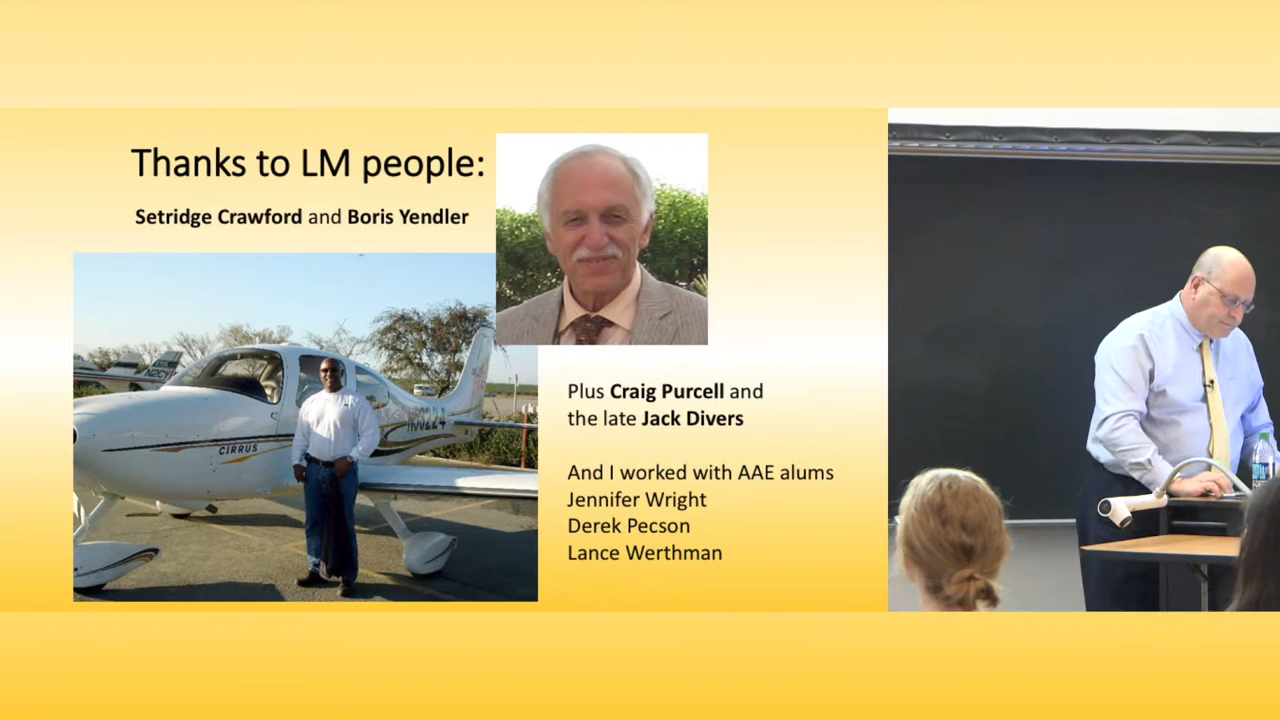 Thanks to LM people:
Setridge Crawford and Boris Yendler
CIRRUS
Plus Craig Purcell and
the late Jack Divers
And I worked with AAE alums
Jennifer Wright
Derek Pecson
Lance Werthman